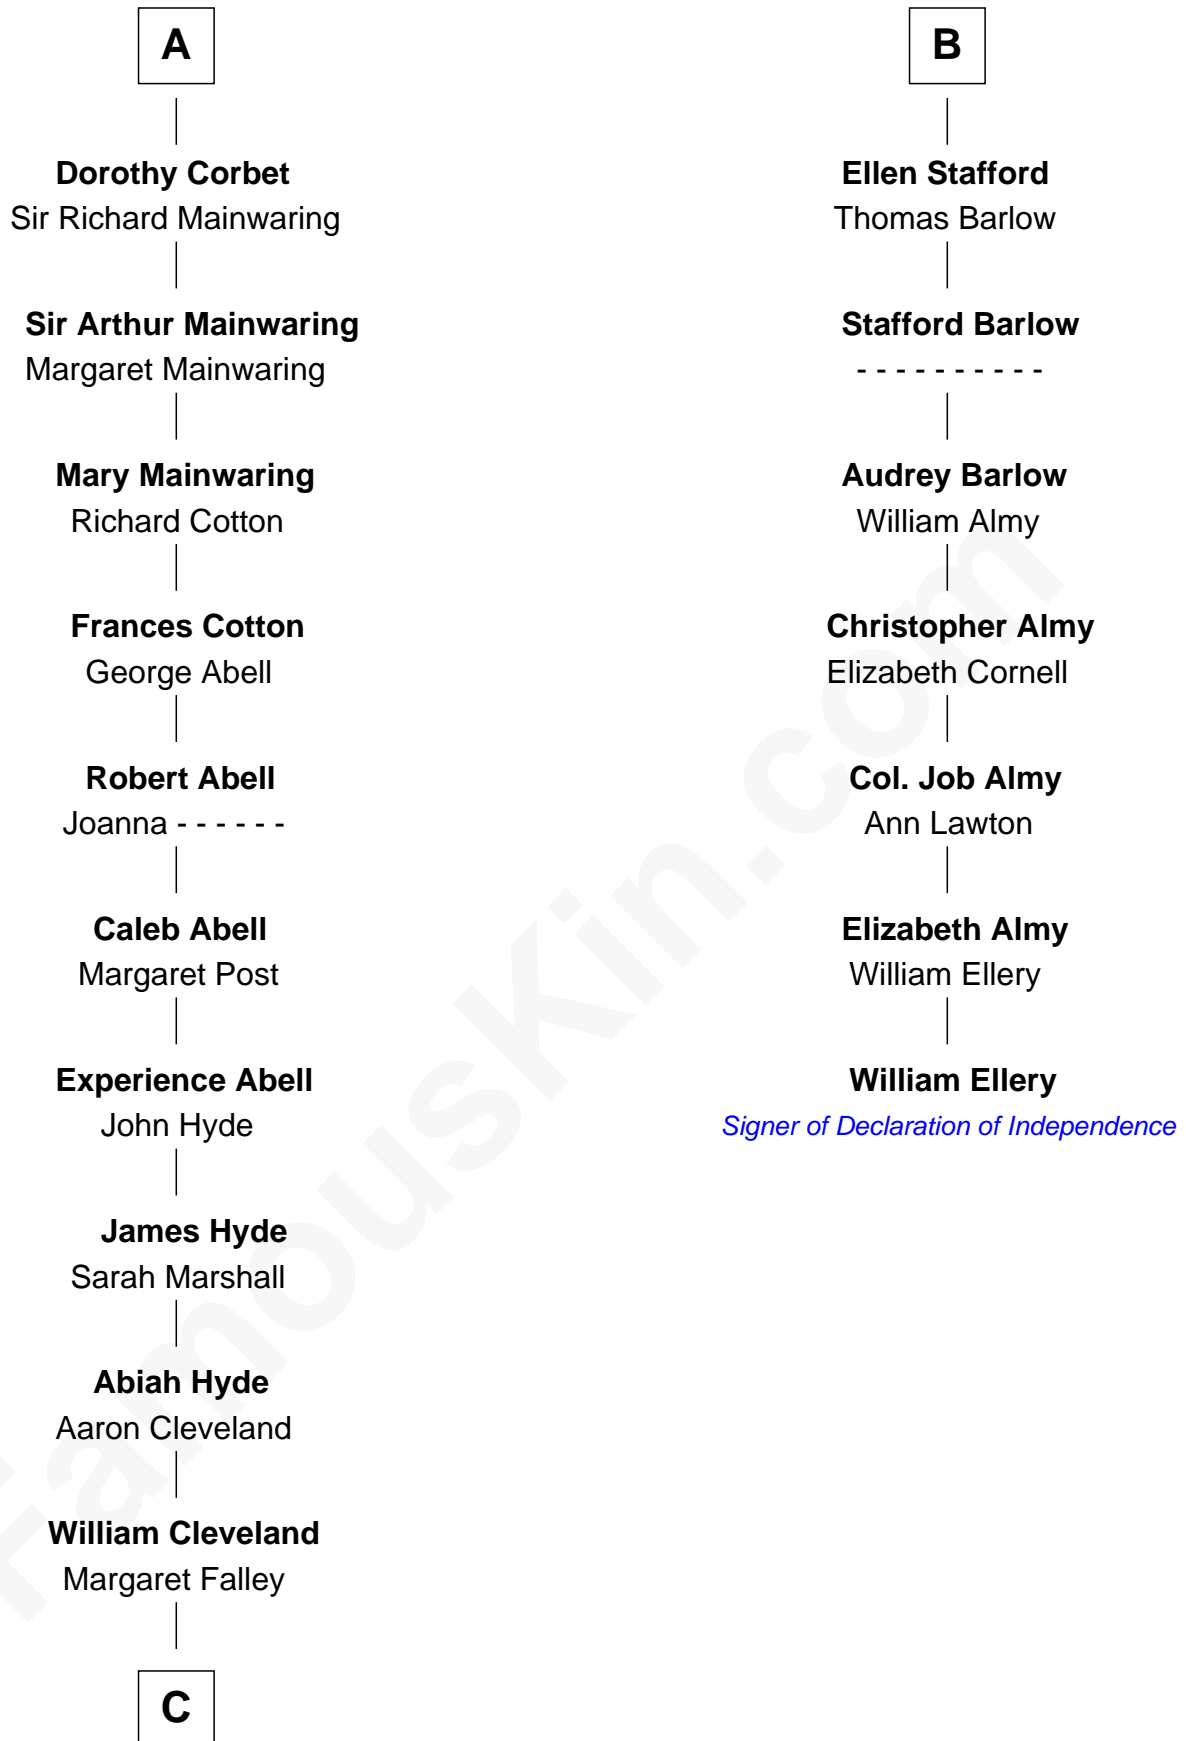 A
Dorothy Corbet
Sir Richard Mainwaring
Sir Arthur Mainwaring
Margaret Mainwaring
Mary Mainwaring
Richard Cotton
Frances Cotton
George Abell
Robert Abell
Joanna - - - - - -
Caleb Abell
Margaret Post
Experience Abell
John Hyde
James Hyde
Sarah Marshall
Abiah Hyde
Aaron Cleveland
William Cleveland
Margaret Falley
C
B
Ellen Stafford
Thomas Barlow
Stafford Barlow
- - - - - - - - - -
Audrey Barlow
William Almy
Christopher Almy
Elizabeth Cornell
Col. Job Almy
Ann Lawton
Elizabeth Almy
William Ellery
William Ellery
Signer of Declaration of Independence
FamousKin.com